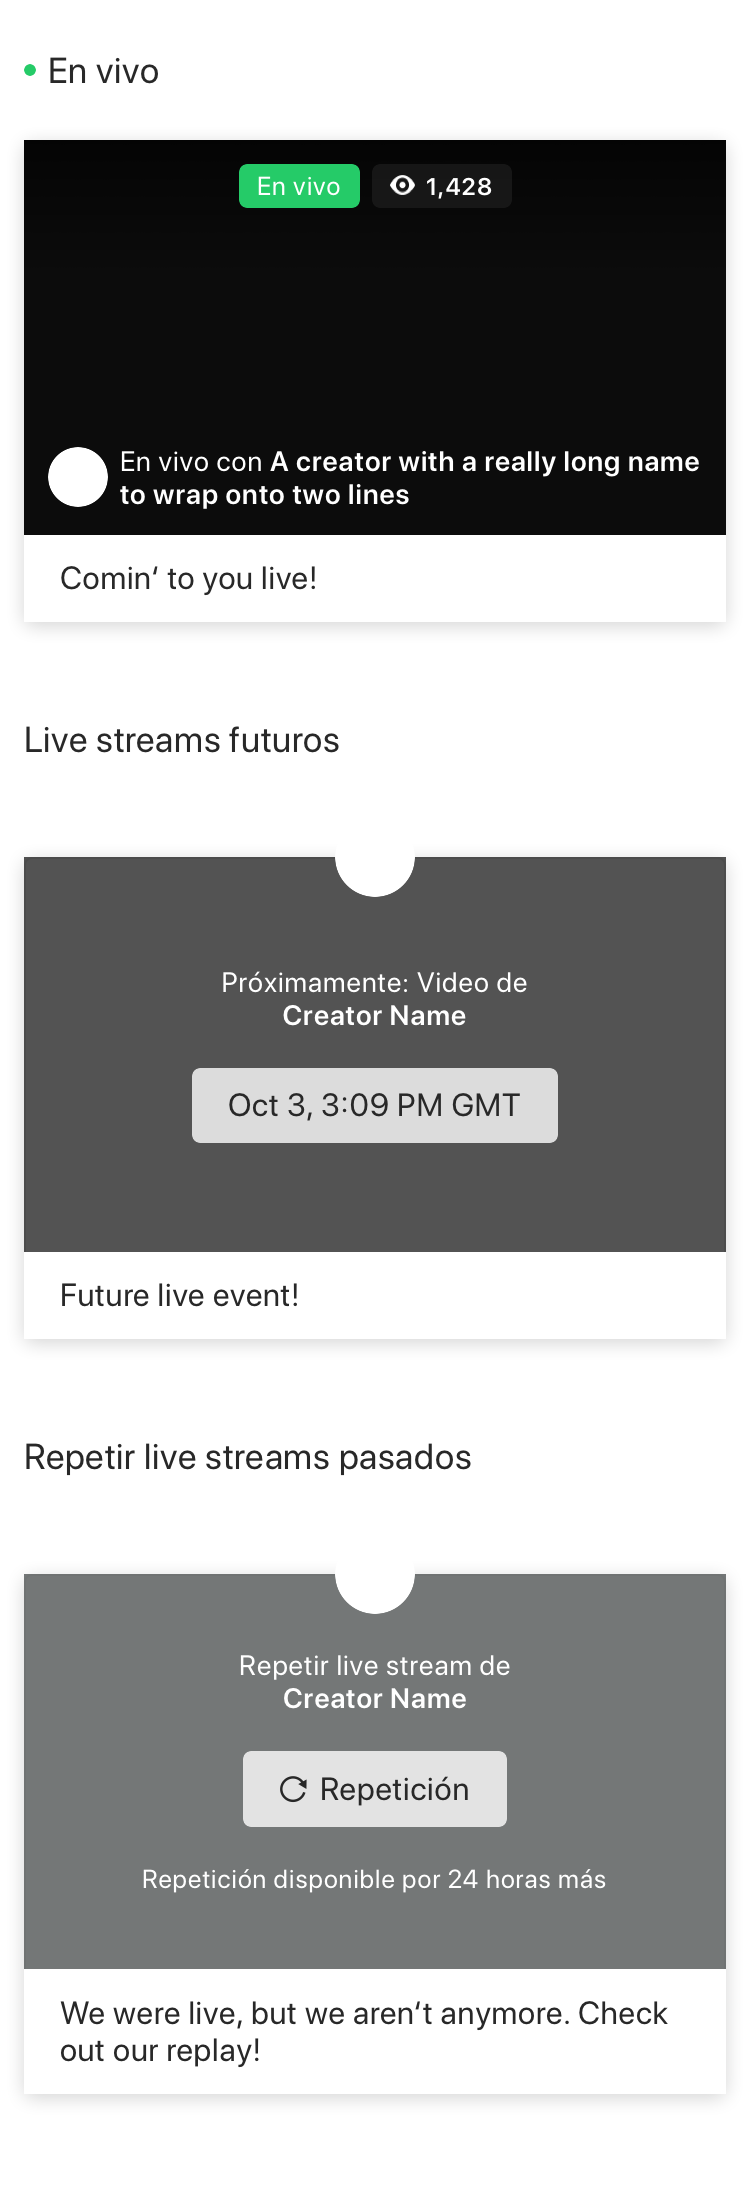 En vivo
En vivo
1,428
En vivo con A creator with a really long name
to wrap onto two lines
Comin‘ to you live!
Live streams futuros
Próximamente: Video de
Creator Name
Oct 3, 3:09 PM GMT
Future live event!
Repetir live streams pasados
Repetir live stream de
Creator Name
Repetición
Repetición disponible por 24 horas más
We were live, but we aren‘t anymore. Check
out our replay!